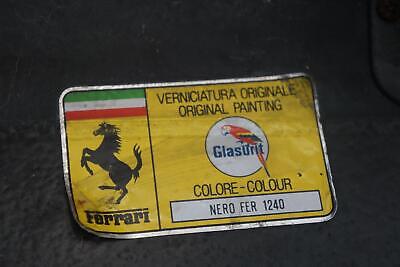 VERNICIATURA ORIGINALE
ORIGINAL PAINTING
Glasurit
COLORE-COLOUR
NERO FER 1240
Ferrari